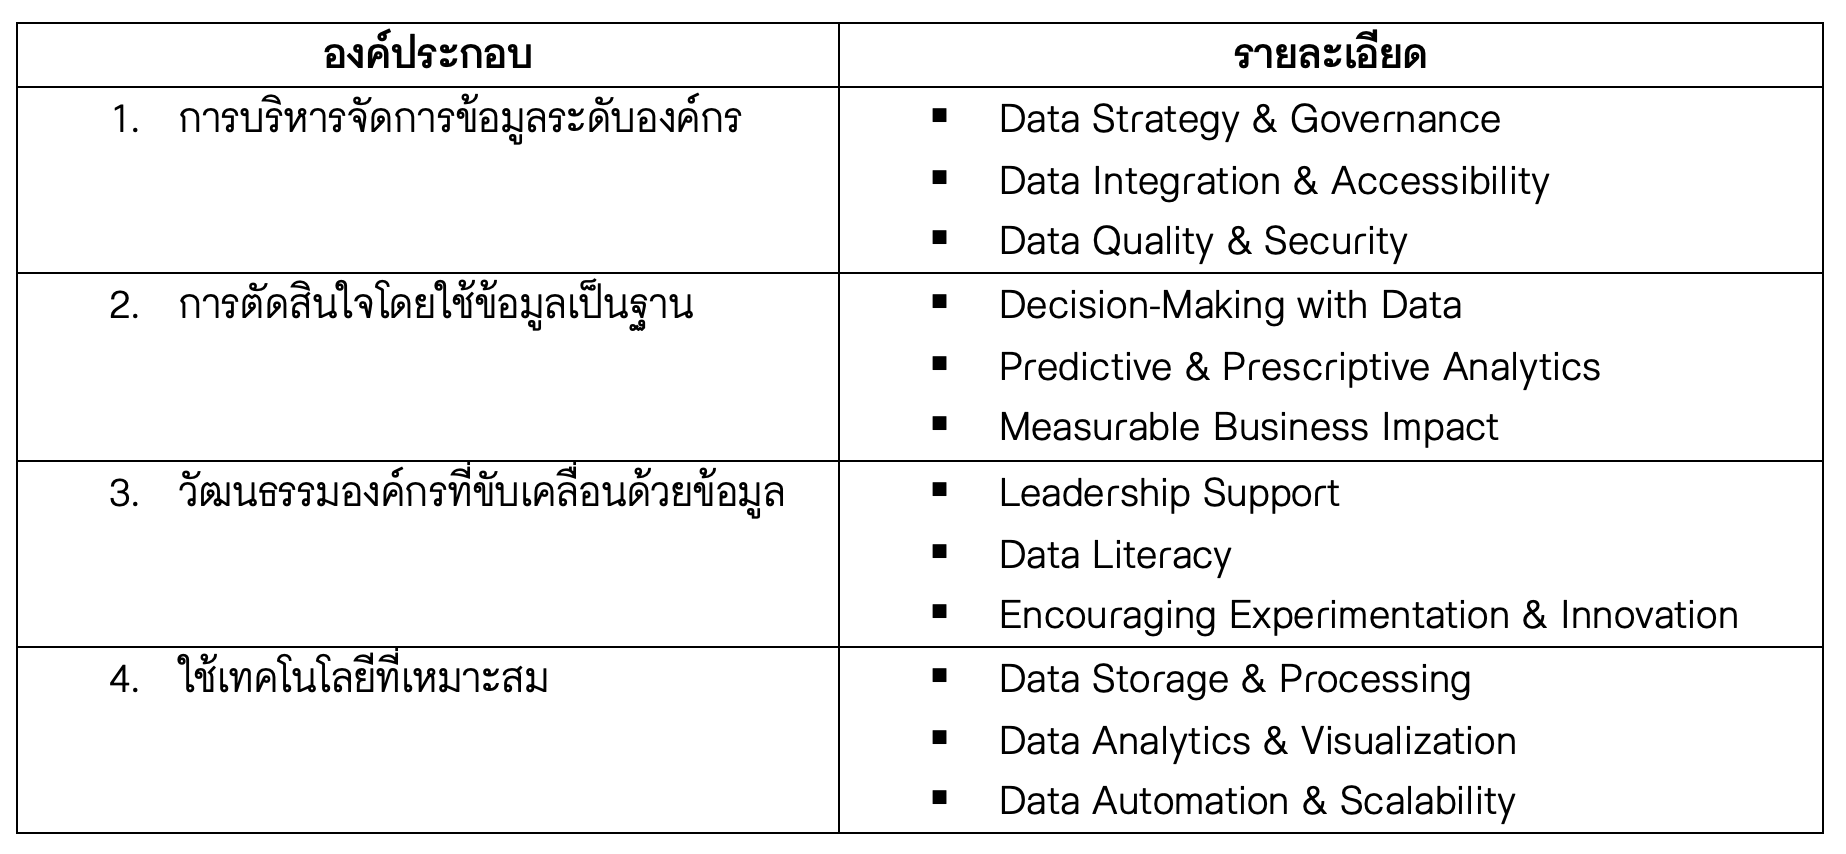 องค์ประกอบ
รายละเอียด
1. การบริหารจัดการข้อมูลระดับองค์กร
▪ Data Strategy & Governance
▪ Data Integration & Accessibility
▪ Data Quality & Security
2. การตัดสินใจโดยใช้ข้อมูลเป็นฐาน
▪ Decision-Making with Data
▪ Predictive & Prescriptive Analytics
▪ Measurable Business Impact
3. วัฒนธรรมองค์กรที่ขับเคลื่อนด้วยข้อมูล
▪ Leadership Support
▪ Data Literacy
▪ Encouraging Experimentation & Innovation
4. ใช้เทคโนโลยีที่เหมาะสม
▪ Data Storage & Processing
▪ Data Analytics & Visualization
▪ Data Automation & Scalability